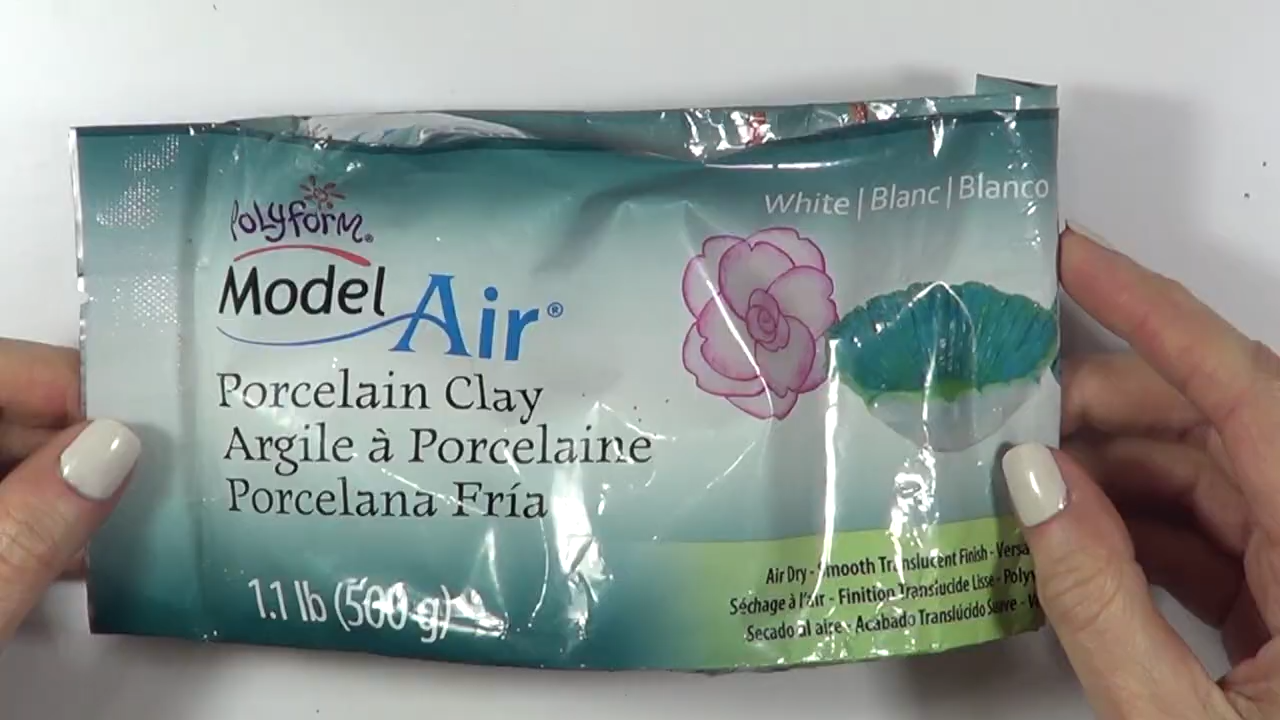 White | Blanc | Blanco
Polyform®
Model Air®
Porcelain Clay
Argile à Porcelaine
Porcelana Fría
1.1 lb (500 g)
Air Dry - Smooth Translucent Finish -
Séchage à l'air - Finition Translucide Lisse -
Secado al aire - Acabado Translúcido Suave -